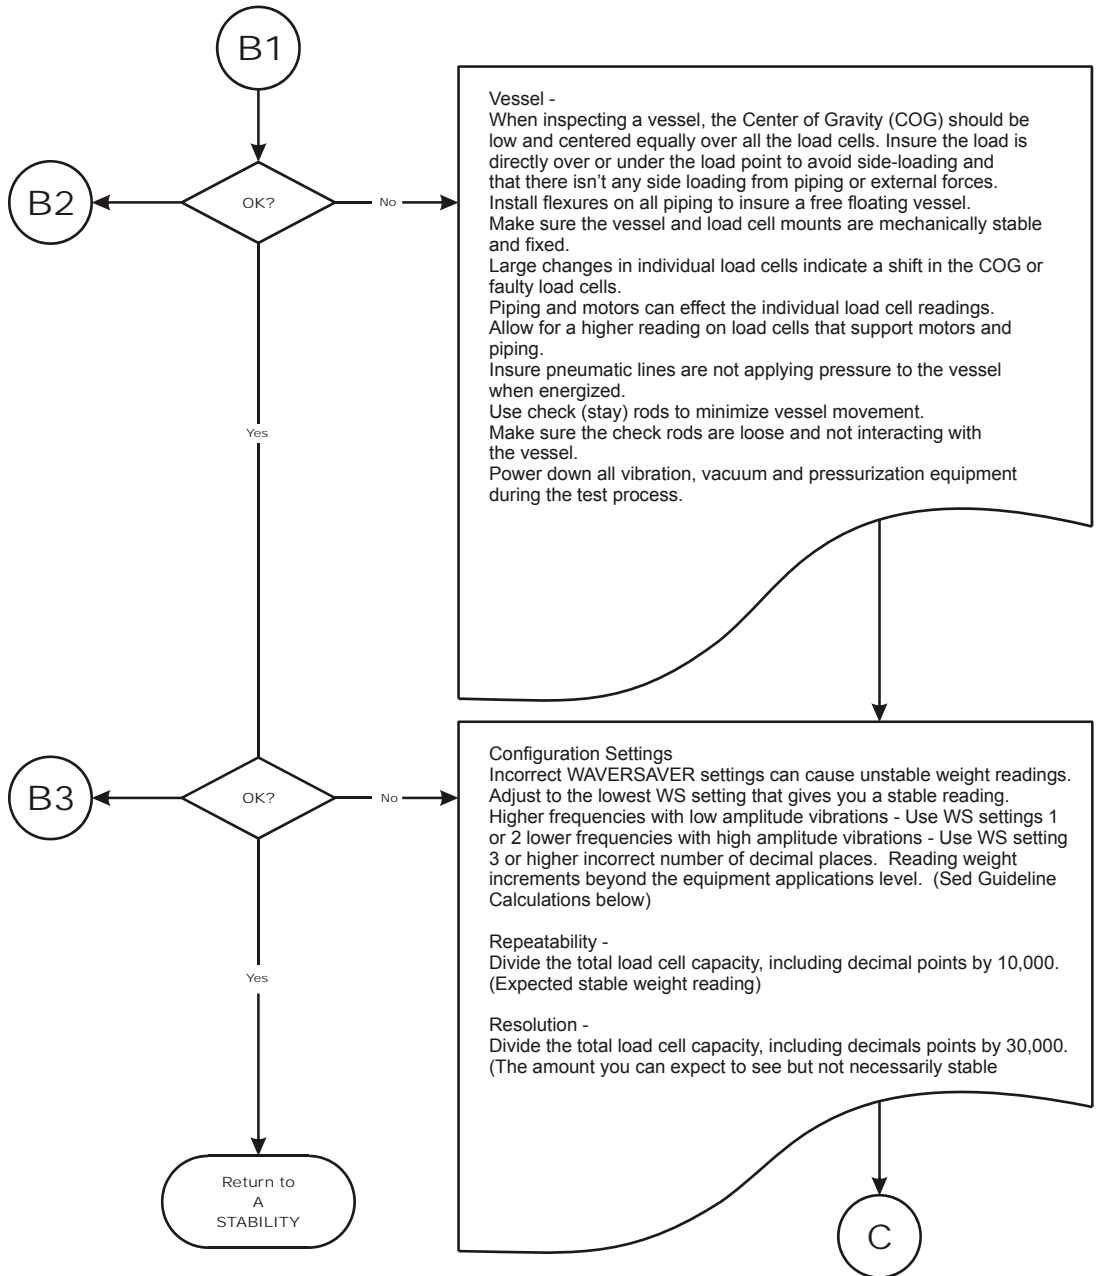 B1
B2
OK?
No
Vessel -
When inspecting a vessel, the Center of Gravity (COG) should be
low and centered equally over all the load cells. Insure the load is
directly over or under the load point to avoid side-loading and
that there isn't any side loading from piping or external forces.
Install flexures on all piping to insure a free floating vessel.
Make sure the vessel and load cell mounts are mechanically stable
and fixed.
Large changes in individual load cells indicate a shift in the COG or
faulty load cells.
Piping and motors can effect the individual load cell readings.
Allow for a higher reading on load cells that support motors and
piping.
Insure pneumatic lines are not applying pressure to the vessel
when energized.
Use check (stay) rods to minimize vessel movement.
Make sure the check rods are loose and not interacting with
the vessel.
Power down all vibration, vacuum and pressurization equipment
during the test process.
Yes
B3
OK?
No
Configuration Settings
Incorrect WAVERSAVER settings can cause unstable weight readings.
Adjust to the lowest WS setting that gives you a stable reading.
Higher frequencies with low amplitude vibrations - Use WS settings 1
or 2 lower frequencies with high amplitude vibrations - Use WS setting
3 or higher incorrect number of decimal places.  Reading weight
increments beyond the equipment applications level.  (Sed Guideline
Calculations below)
Repeatability -
Divide the total load cell capacity, including decimal points by 10,000.
(Expected stable weight reading)
Resolution -
Divide the total load cell capacity, including decimals points by 30,000.
(The amount you can expect to see but not necessarily stable
Yes
Return to
A
STABILITY
C